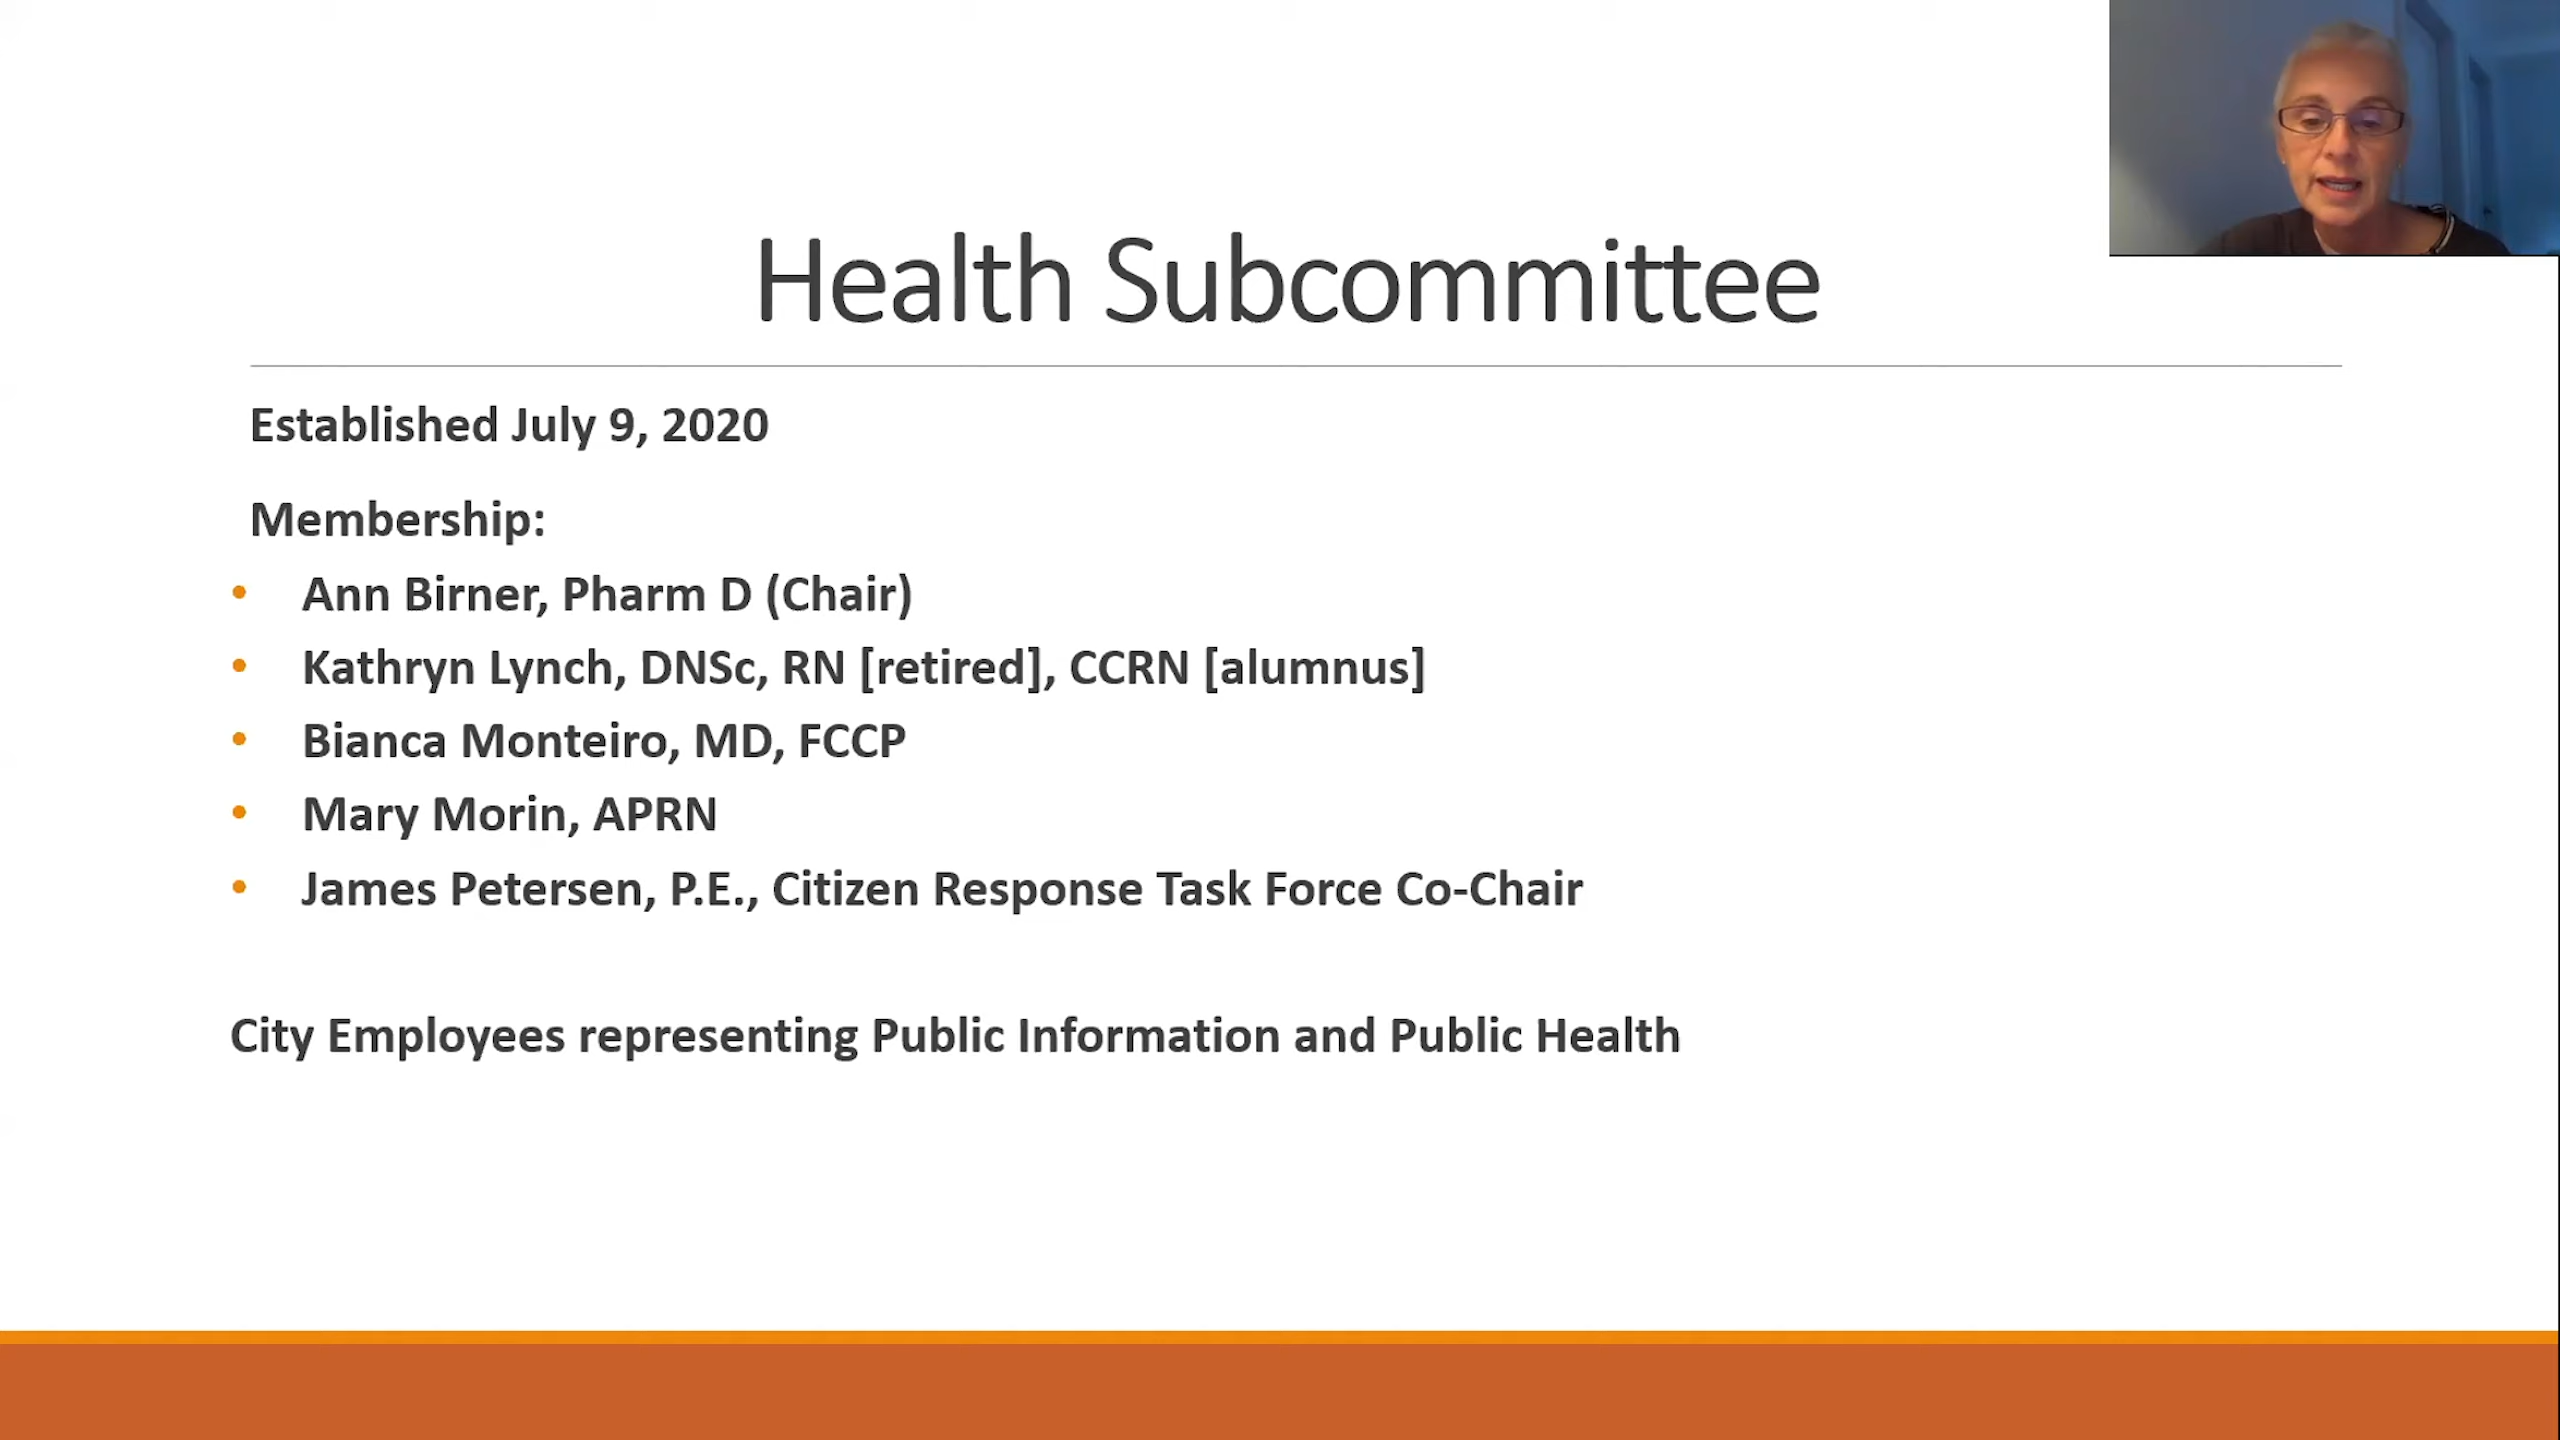 Health Subcommittee
Established July 9, 2020
Membership:
• Ann Birner, Pharm D (Chair)
• Kathryn Lynch, DNSc, RN [retired], CCRN [alumnus]
• Bianca Monteiro, MD, FCCP
• Mary Morin, APRN
• James Petersen, P.E., Citizen Response Task Force Co-Chair
City Employees representing Public Information and Public Health